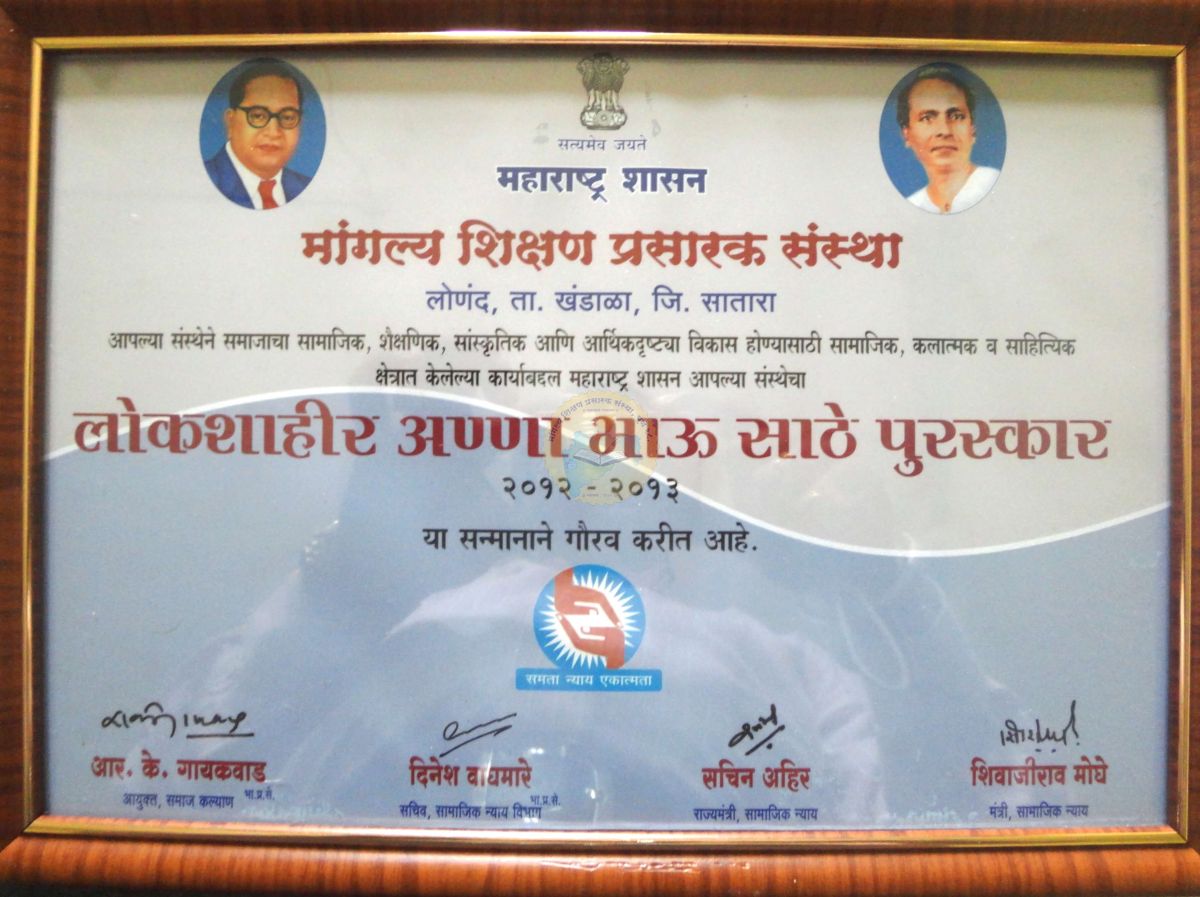 सत्यमेव जयते
महाराष्ट्र शासन
मांगल्य शिक्षण प्रसारक संस्था
लोणंद, ता. खंडाळा, जि. सातारा
आपल्या संस्थेने समाजाचा सामाजिक, शैक्षणिक, सांस्कृतिक आणि आर्थिकदृष्ट्या विकास होण्यासाठी सामाजिक, कलात्मक व साहित्यिक
क्षेत्रात केलेल्या कार्याबद्दल महाराष्ट्र शासन आपल्या संस्थेचा
लोकशाहीर अण्णा भाऊ साठे पुरस्कार
२०१२ - २०१३
या सन्मानाने गौरव करीत आहे.
समता न्याय एकात्मता
आर. के. गायकवाड भा.प्र.से.
आयुक्त, समाज कल्याण
दिनेश वाघमारे भा.प्र.से.
सचिव, सामाजिक न्याय विभाग
सचिन अहिर
राज्यमंत्री, सामाजिक न्याय
शिवाजीराव मोघे
मंत्री, सामाजिक न्याय